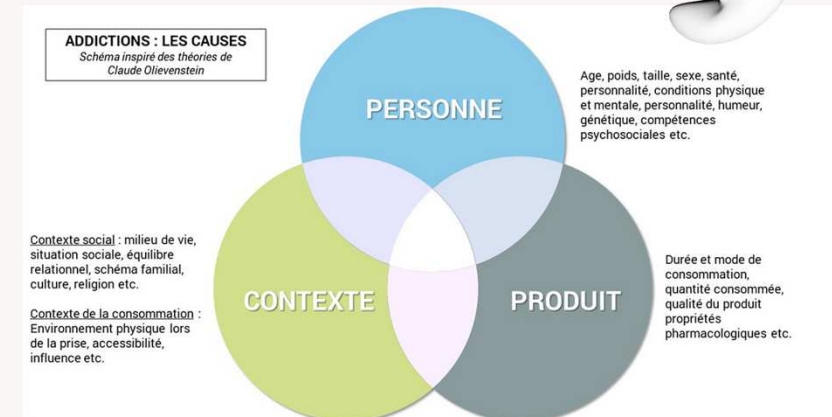 ADDICTIONS : LES CAUSES
Schéma inspiré des théories de
Claude Olievenstein
PERSONNE
Age, poids, taille, sexe, santé,
personnalité, conditions physique
et mentale, personnalité, humeur,
génétique, compétences
psychosociales etc.
Contexte social : milieu de vie,
situation sociale, équilibre
relationnel, schéma familial,
culture, religion etc.
Contexte de la consommation :
Environnement physique lors
de la prise, accessibilité,
influence etc.
CONTEXTE
PRODUIT
Durée et mode de
consommation,
quantité consommée,
qualité du produit
propriétés
pharmacologiques etc.